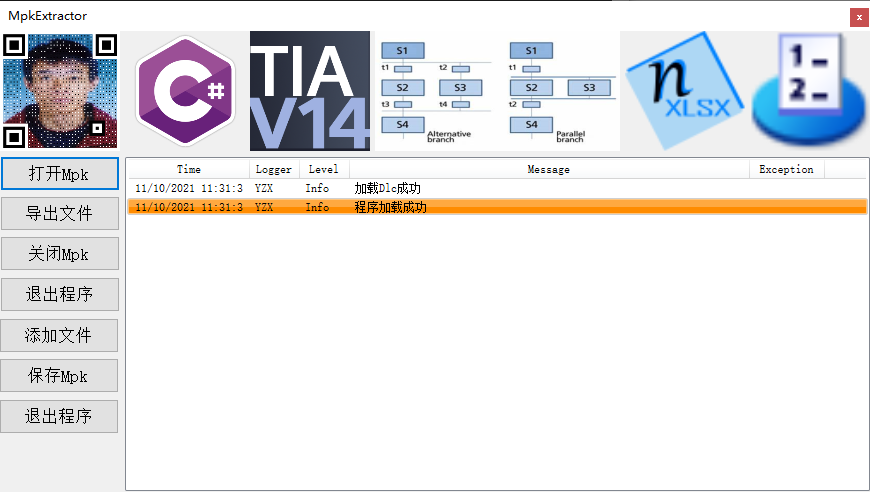 MpkExtractor
x
C#
TIA
V14
S1
t1
t2
S2
S3
t3
t4
S4
Alternative
branch
S1
t1
S2
S3
t2
S4
Parallel
branch
n
XLSX
1
2
打开Mpk
导出文件
关闭Mpk
退出程序
添加文件
保存Mpk
退出程序
Time Logger Level Message Exception
11/10/2021 11:31:3 YZX Info 加载Dlc成功
11/10/2021 11:31:3 YZX Info 程序加载成功